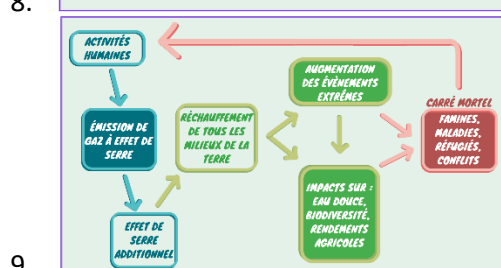 8.
ACTIVITÉS
HUMAINES
ÉMISSION DE
GAZ À EFFET DE
SERRE
EFFET DE
SERRE
ADDITIONNEL
RÉCHAUFFEMENT
DE TOUS LES
MILIEUX DE LA
TERRE
AUGMENTATION
DES ÉVÈNEMENTS
EXTRÊMES
IMPACTS SUR :
EAU DOUCE,
BIODIVERSITÉ,
RENDEMENTS
AGRICOLES
CARRÉ MORTEL
FAMINES,
MALADIES,
RÉFUGIÉS,
CONFLITS
9.